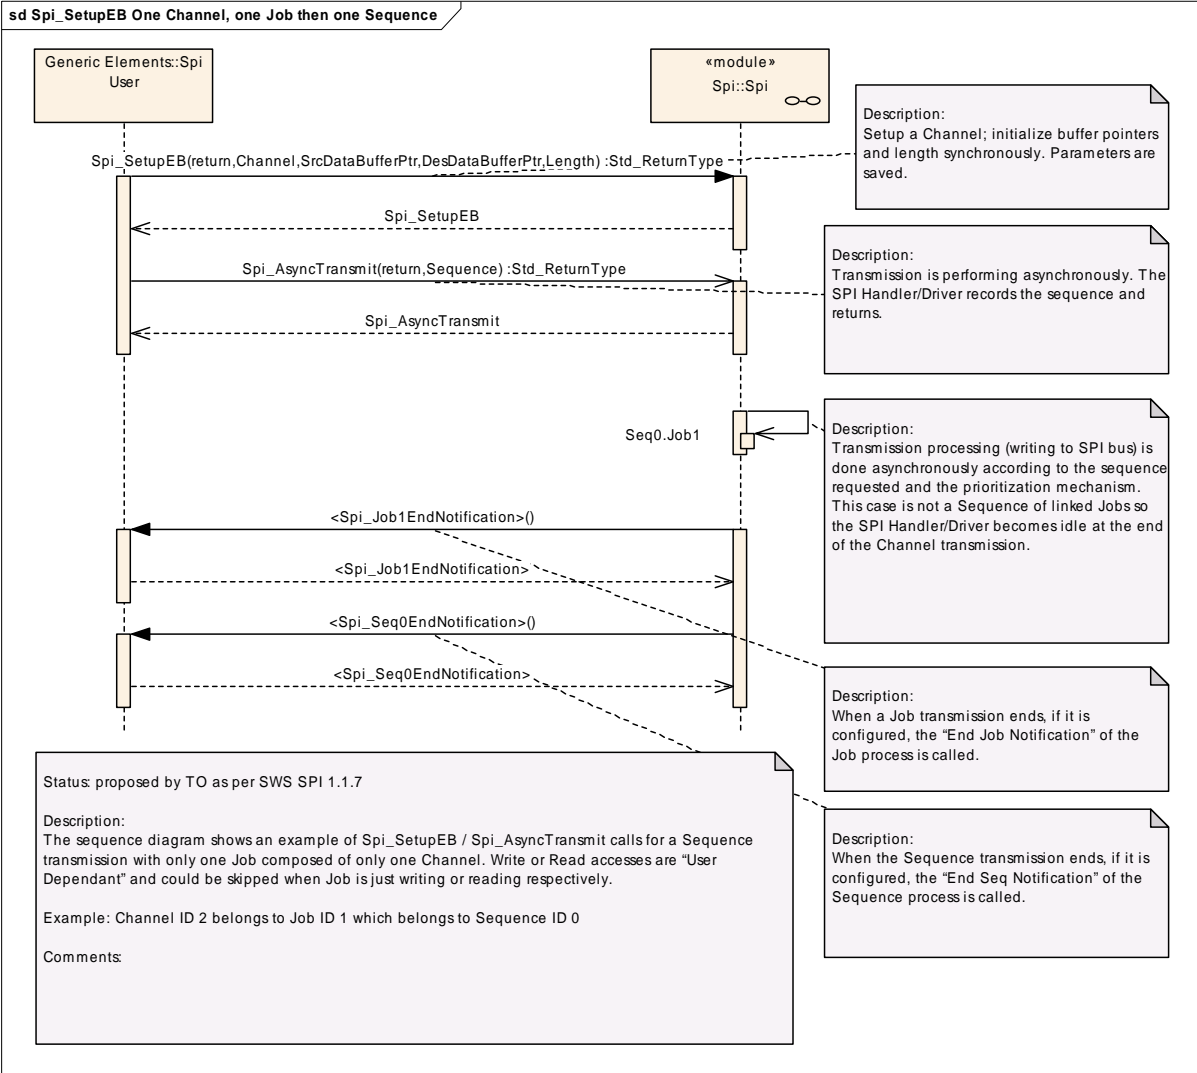 sd Spi_SetupEB One Channel, one Job then one Sequence
Generic Elements::Spi
User
«module»
Spi::Spi
Description:
Setup a Channel; initialize buffer pointers
and length synchronously. Parameters are
saved.
Spi_SetupEB(return,Channel,SrcDataBufferPtr,DesDataBufferPtr,Length) :Std_ReturnType
Spi_SetupEB
Description:
Transmission is performing asynchronously. The
SPI Handler/Driver records the sequence and
returns.
Spi_AsyncTransmit(return,Sequence) :Std_ReturnType
Spi_AsyncTransmit
Seq0.Job1
Description:
Transmission processing (writing to SPI bus) is
done asynchronously according to the sequence
requested and the prioritization mechanism.
This case is not a Sequence of linked Jobs so
the SPI Handler/Driver becomes idle at the end
of the Channel transmission.
<Spi_Job1EndNotification>()
<Spi_Job1EndNotification>
<Spi_Seq0EndNotification>()
<Spi_Seq0EndNotification>
Description:
When a Job transmission ends, if it is
configured, the “End Job Notification” of the
Job process is called.
Status: proposed by TO as per SWS SPI 1.1.7
Description:
The sequence diagram shows an example of Spi_SetupEB / Spi_AsyncTransmit calls for a Sequence
transmission with only one Job composed of only one Channel. Write or Read accesses are “User
Dependant” and could be skipped when Job is just writing or reading respectively.
Example: Channel ID 2 belongs to Job ID 1 which belongs to Sequence ID 0
Comments:
Description:
When the Sequence transmission ends, if it is
configured, the “End Seq Notification” of the
Sequence process is called.